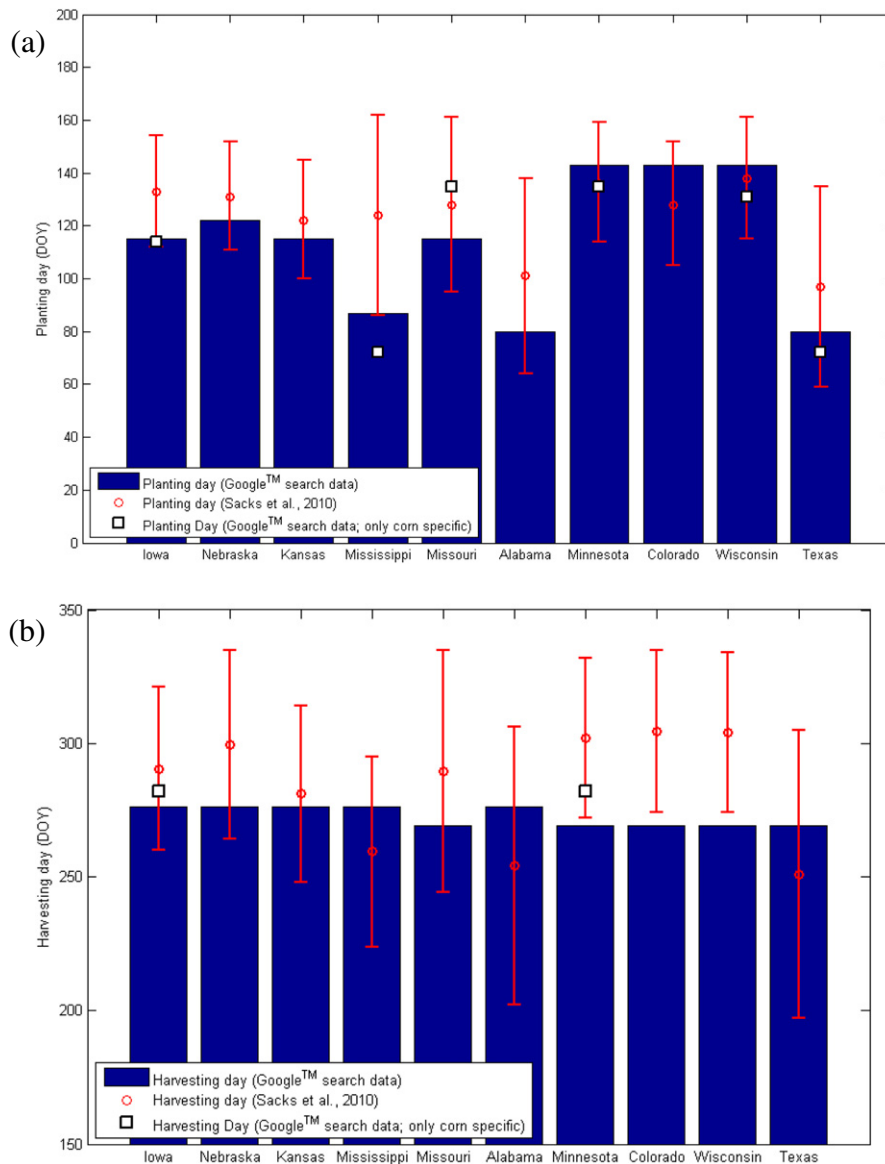 (a)
200
180
160
140
120
100
80
60
40
20
0
Planting day (DOY)
Planting day (Google™ search data)
Planting day (Sacks et al., 2010)
Planting Day (Google™ search data; only corn specific)
Iowa Nebraska Kansas Mississippi Missouri Alabama Minnesota Colorado Wisconsin Texas
(b)
350
300
250
200
150
Harvesting day (DOY)
Harvesting day (Google™ search data)
Harvesting day (Sacks et al., 2010)
Harvesting Day (Google™ search data; only corn specific)
Iowa Nebraska Kansas Mississippi Missouri Alabama Minnesota Colorado Wisconsin Texas